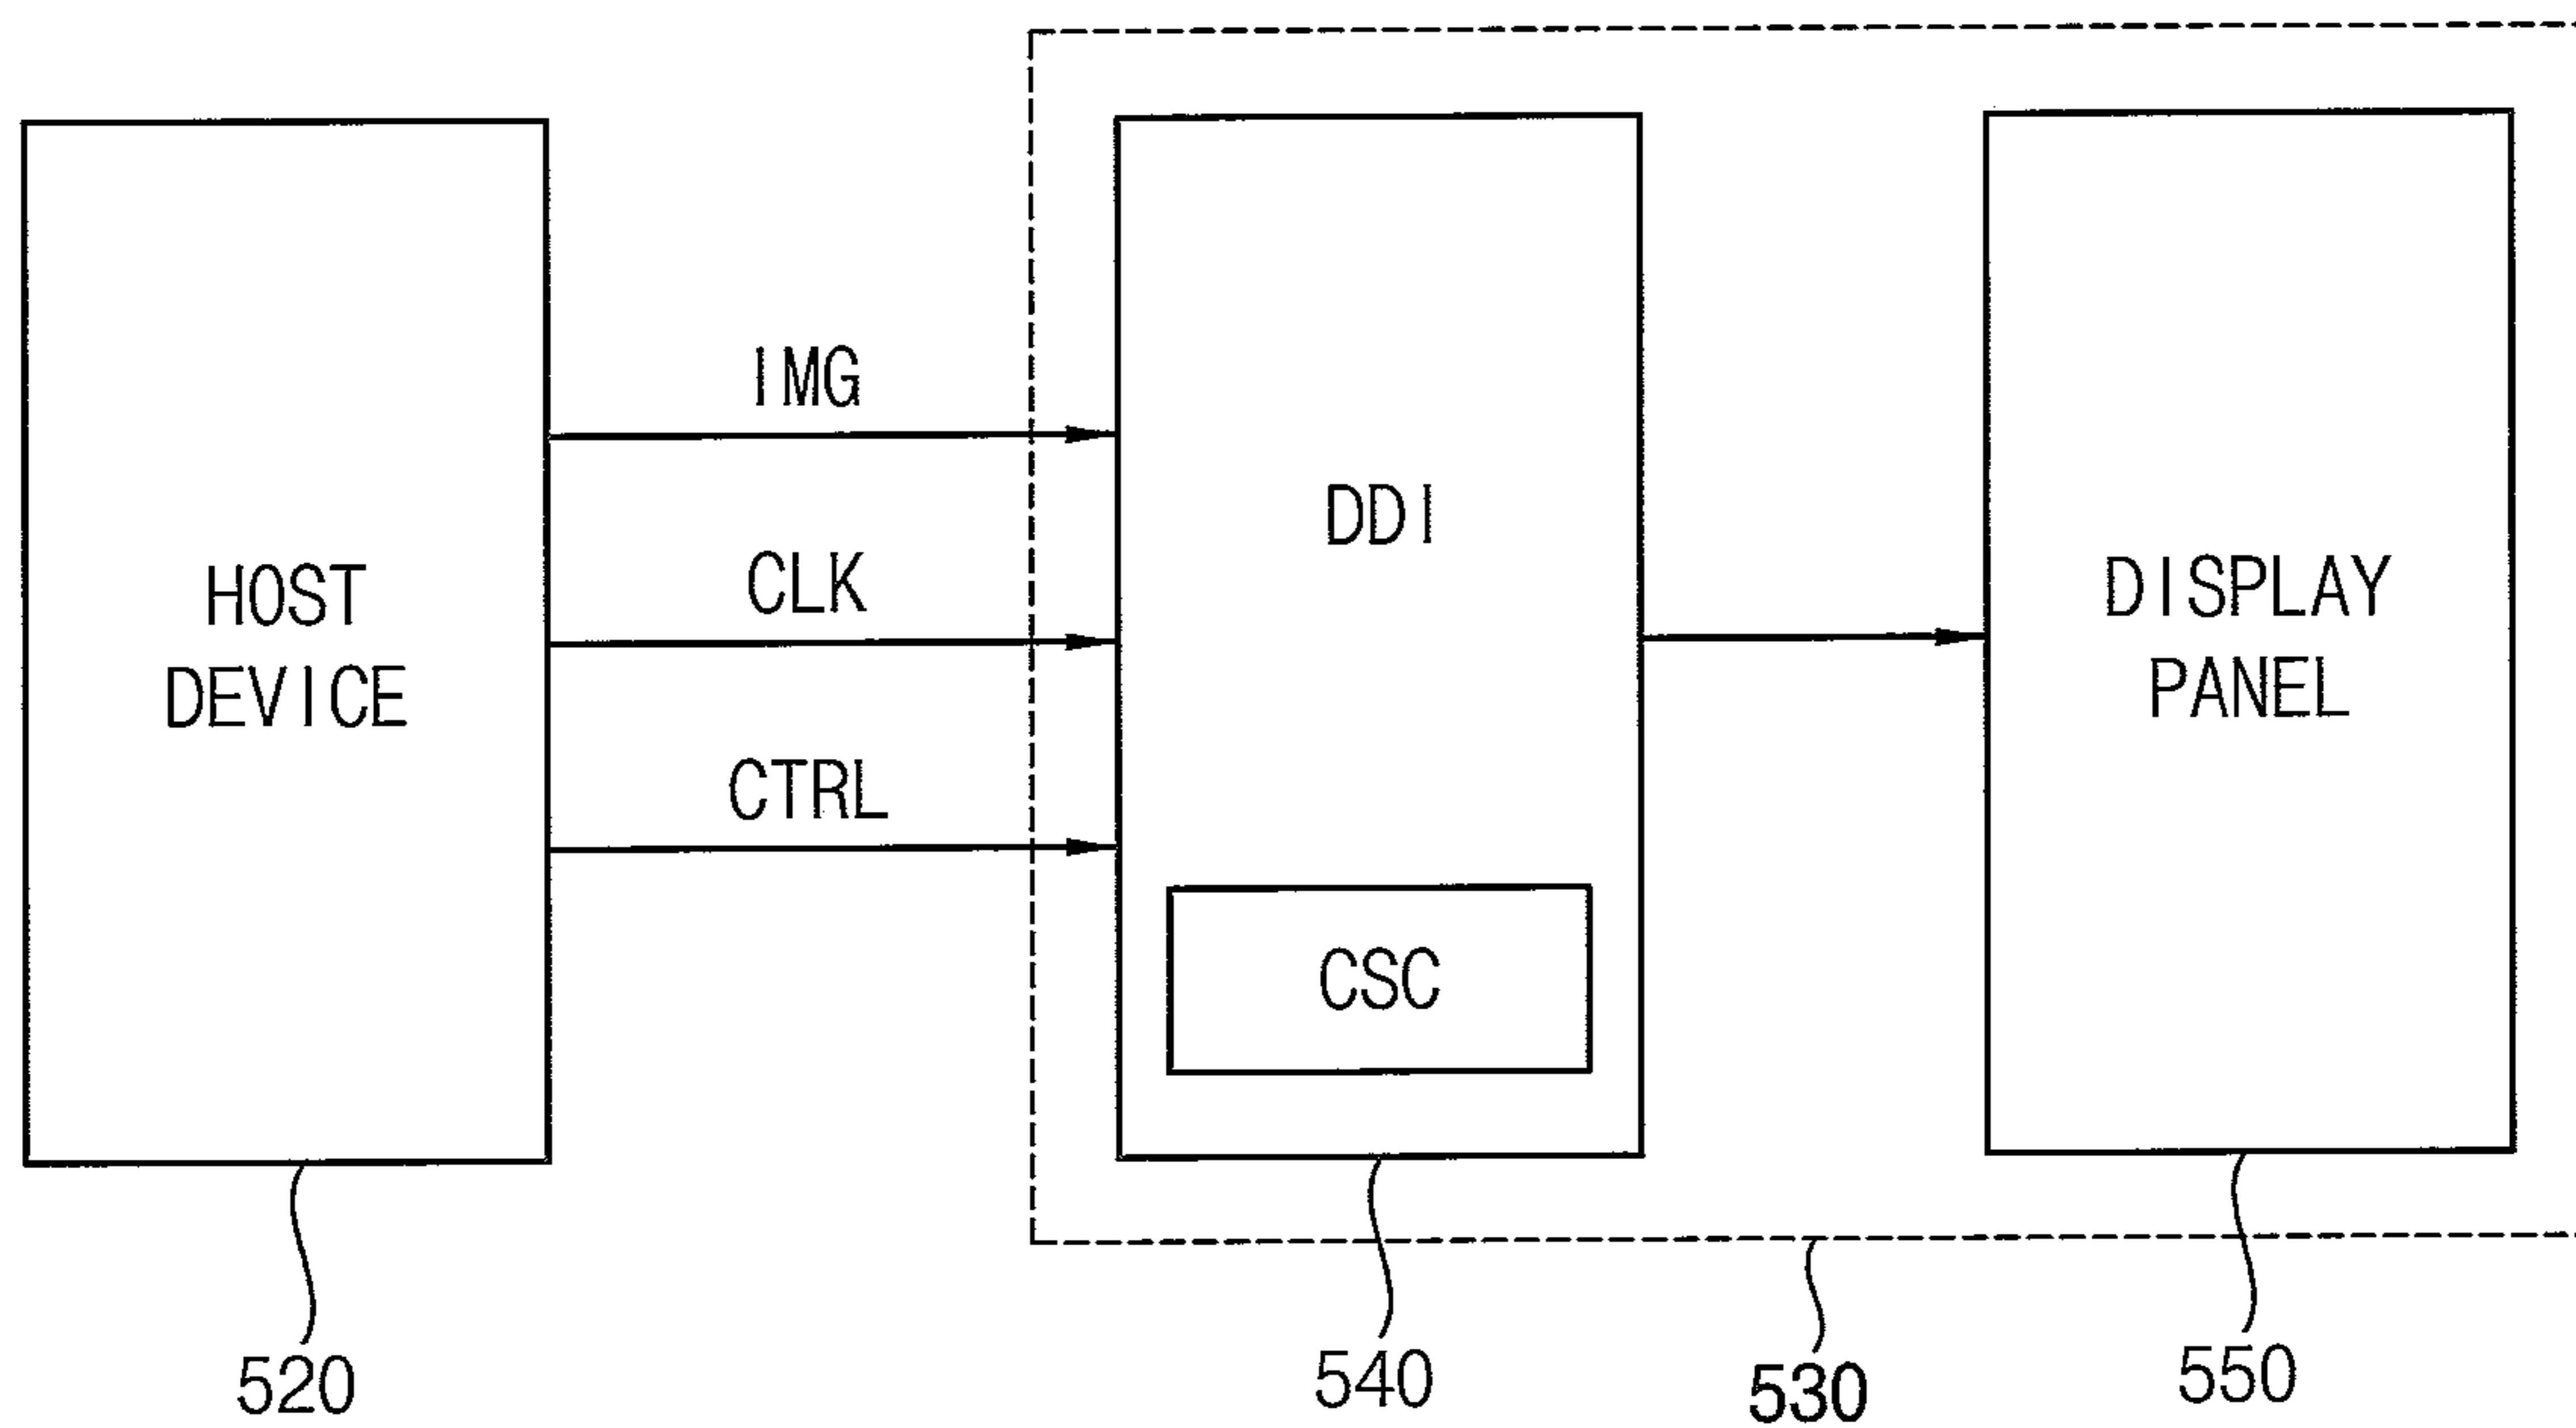 HOST
DEVICE
IMG
CLK
CTRL
DDI
CSC
DISPLAY
PANEL
520
540
530
550